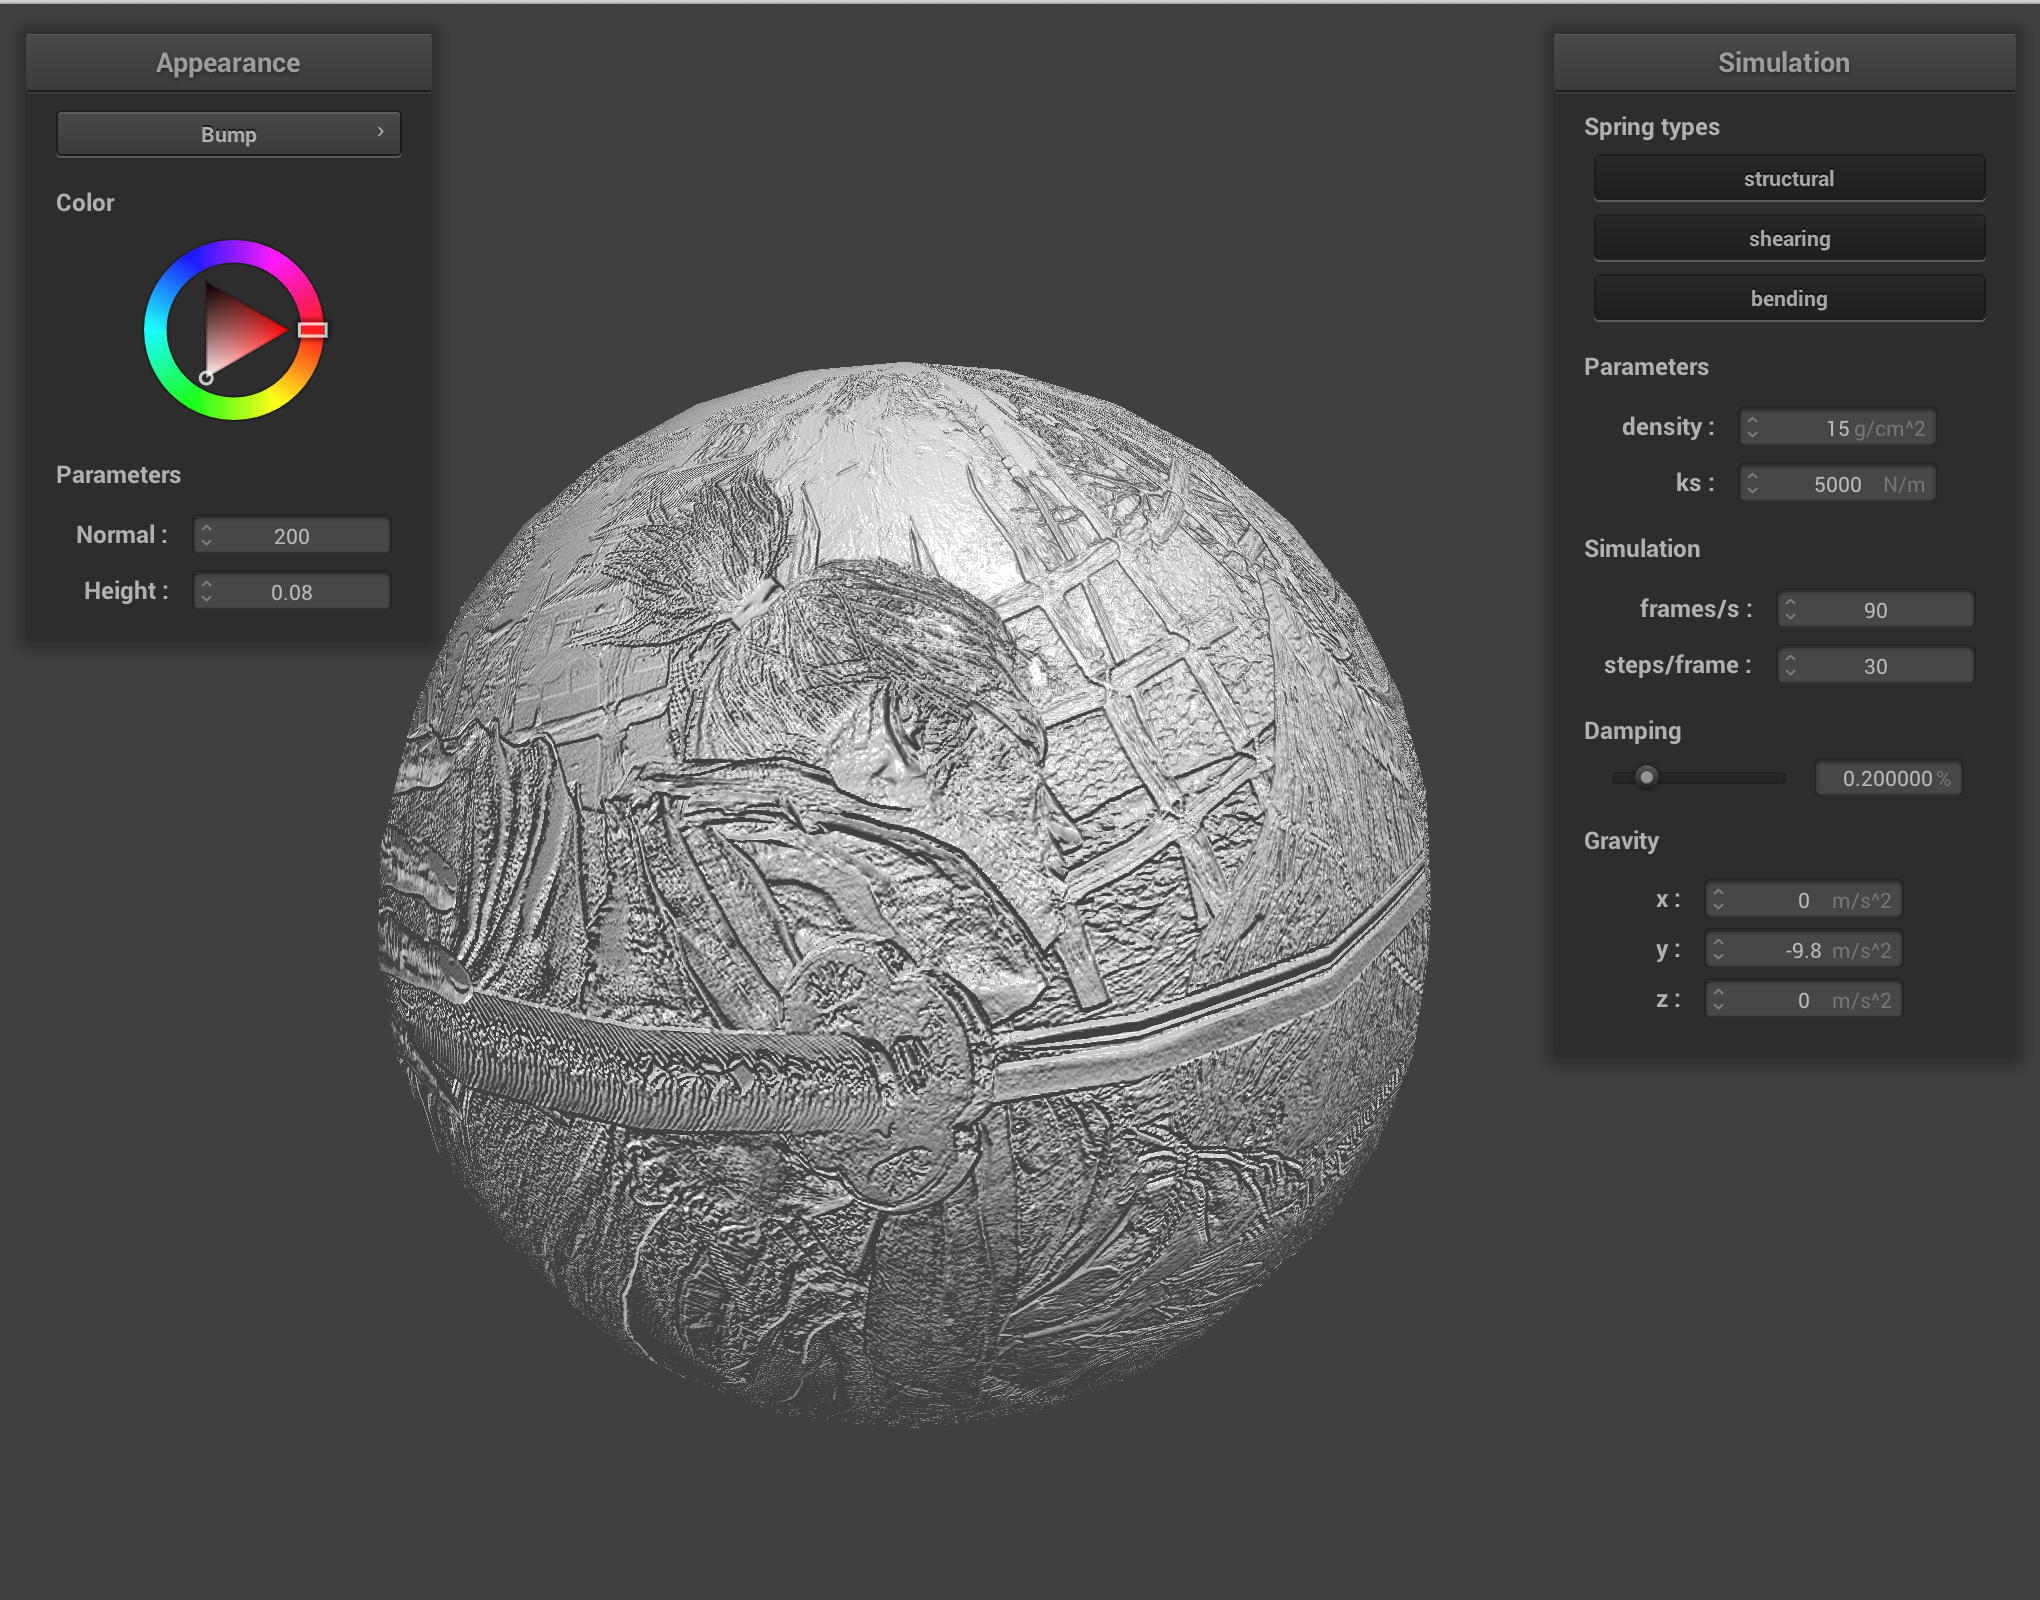 Appearance
Bump
Color
Parameters
Normal : 200
Height : 0.08
Simulation
Spring types
structural
shearing
bending
Parameters
density : 15 g/cm^2
ks : 5000 N/m
Simulation
frames/s : 90
steps/frame : 30
Damping
0.200000 %
Gravity
x : 0 m/s^2
y : -9.8 m/s^2
z : 0 m/s^2